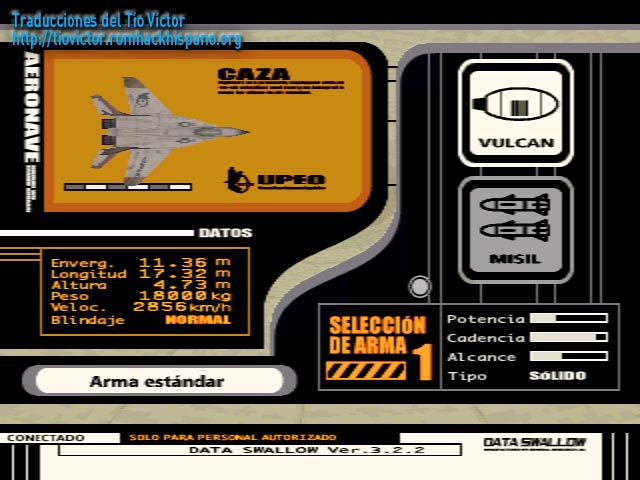 Traducciones del Tio Victor
http://tiovictor.romhackhispano.org
AERONAVE
CAZA
UPEO
VULCAN
MISIL
DATOS
Enverg. 11.36 m
Longitud 17.32 m
Altura 4.73 m
Peso 18000 kg
Veloc. 2856 km/h
Blindaje NORMAL
SELECCIÓN
DE ARMA 1
Potencia
Cadencia
Alcance
Tipo SÓLIDO
Arma estándar
CONECTADO
SOLO PARA PERSONAL AUTORIZADO
DATA SWALLOW Ver.3.2.2
DATA SWALLOW